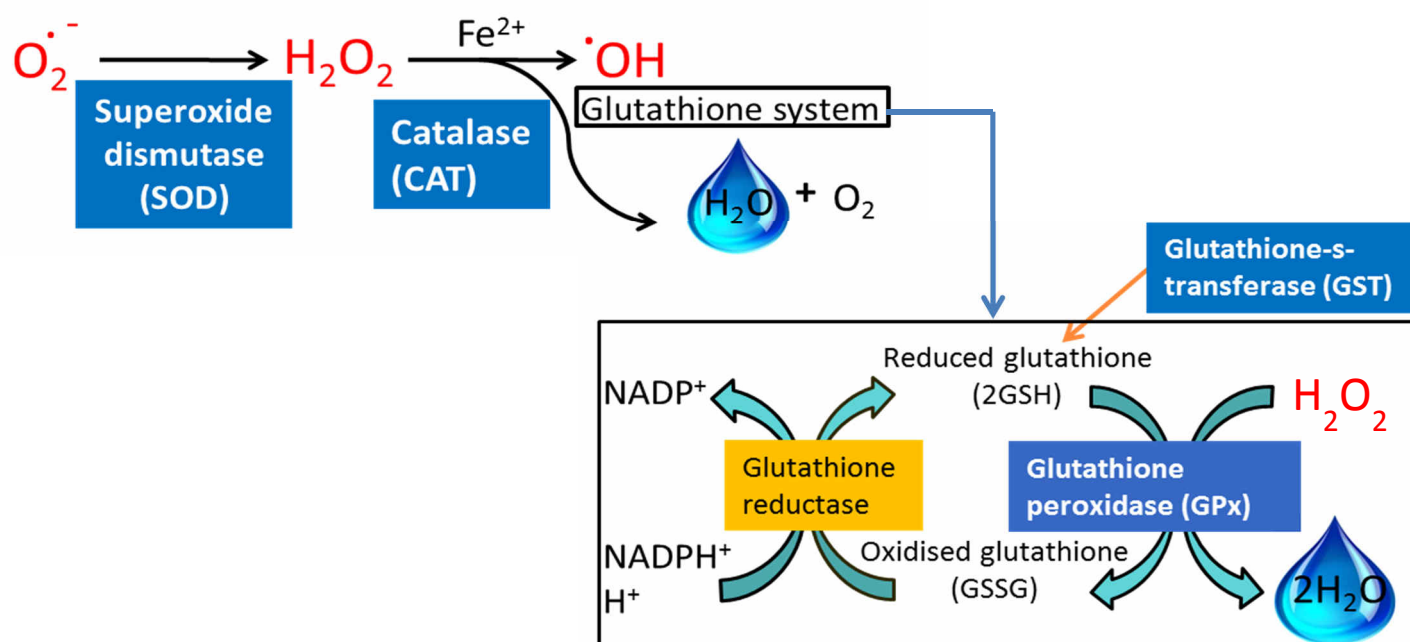 O₂˙⁻
H₂O₂
Fe²⁺
˙OH
Superoxide
dismutase
(SOD)
Catalase
(CAT)
Glutathione system
H₂O + O₂
Glutathione-s-
transferase (GST)
Reduced glutathione
(2GSH)
NADP⁺
H₂O₂
Glutathione
reductase
Glutathione
peroxidase (GPx)
NADPH⁺
H⁺
Oxidised glutathione
(GSSG)
2H₂O